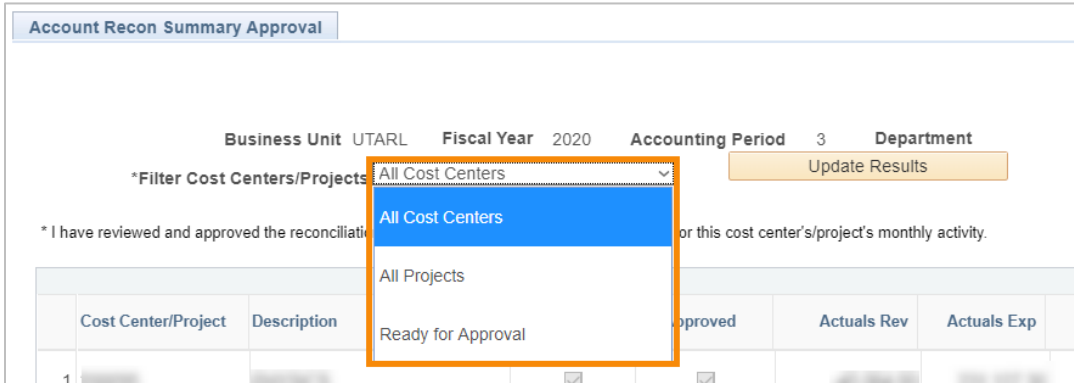 Account Recon Summary Approval
Business Unit UTARL Fiscal Year 2020 Accounting Period 3 Department
*Filter Cost Centers/Projects All Cost Centers Update Results
All Cost Centers
* I have reviewed and approved the or this cost center's/project's monthly activity.
All Projects
Cost Center/Project Description Actuals Rev Actuals Exp
Ready for Approval
1